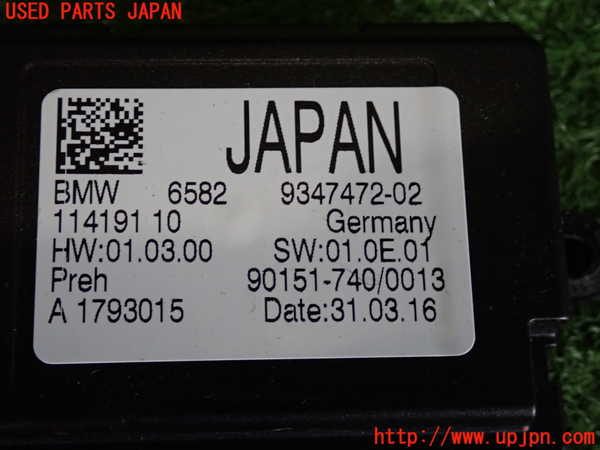 USED PARTS JAPAN
JAPAN
BMW 6582 9347472-02
114191 10 Germany
HW:01.03.00 SW:01.0E.01
Preh 90151-740/0013
A 1793015 Date:31.03.16
http://www.upjpn.com/